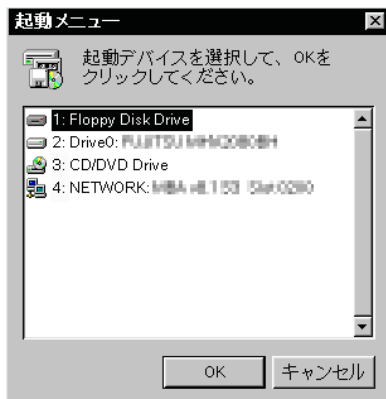 起動メニュー
起動デバイスを選択して、OKを
クリックしてください。
1: Floppy Disk Drive
2: Drive0:
3: CD/DVD Drive
4: NETWORK:
OK
キャンセル